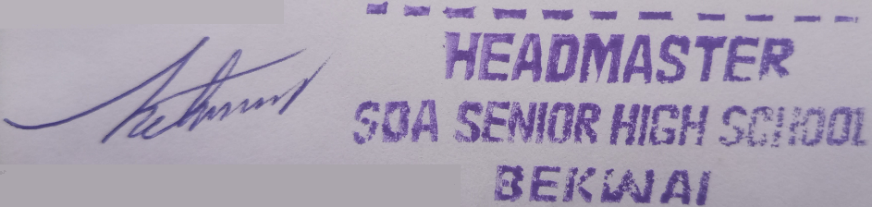 HEADMASTER
SDA SENIOR HIGH SCHOOL
BEKWAI